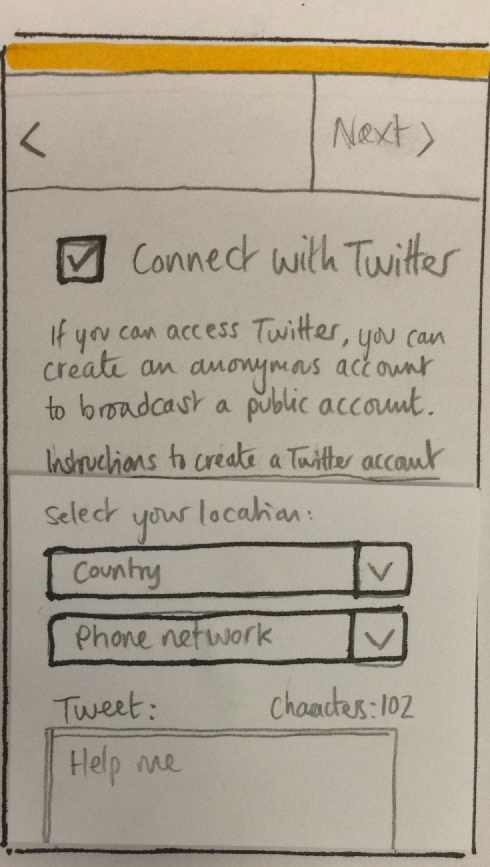 < Next >
Connect with Twitter
If you can access Twitter, you can
create an anonymous account
to broadcast a public account.
Instructions to create a Twitter account
Select your location:
Country
Phone network
Tweet: Characters: 102
Help me